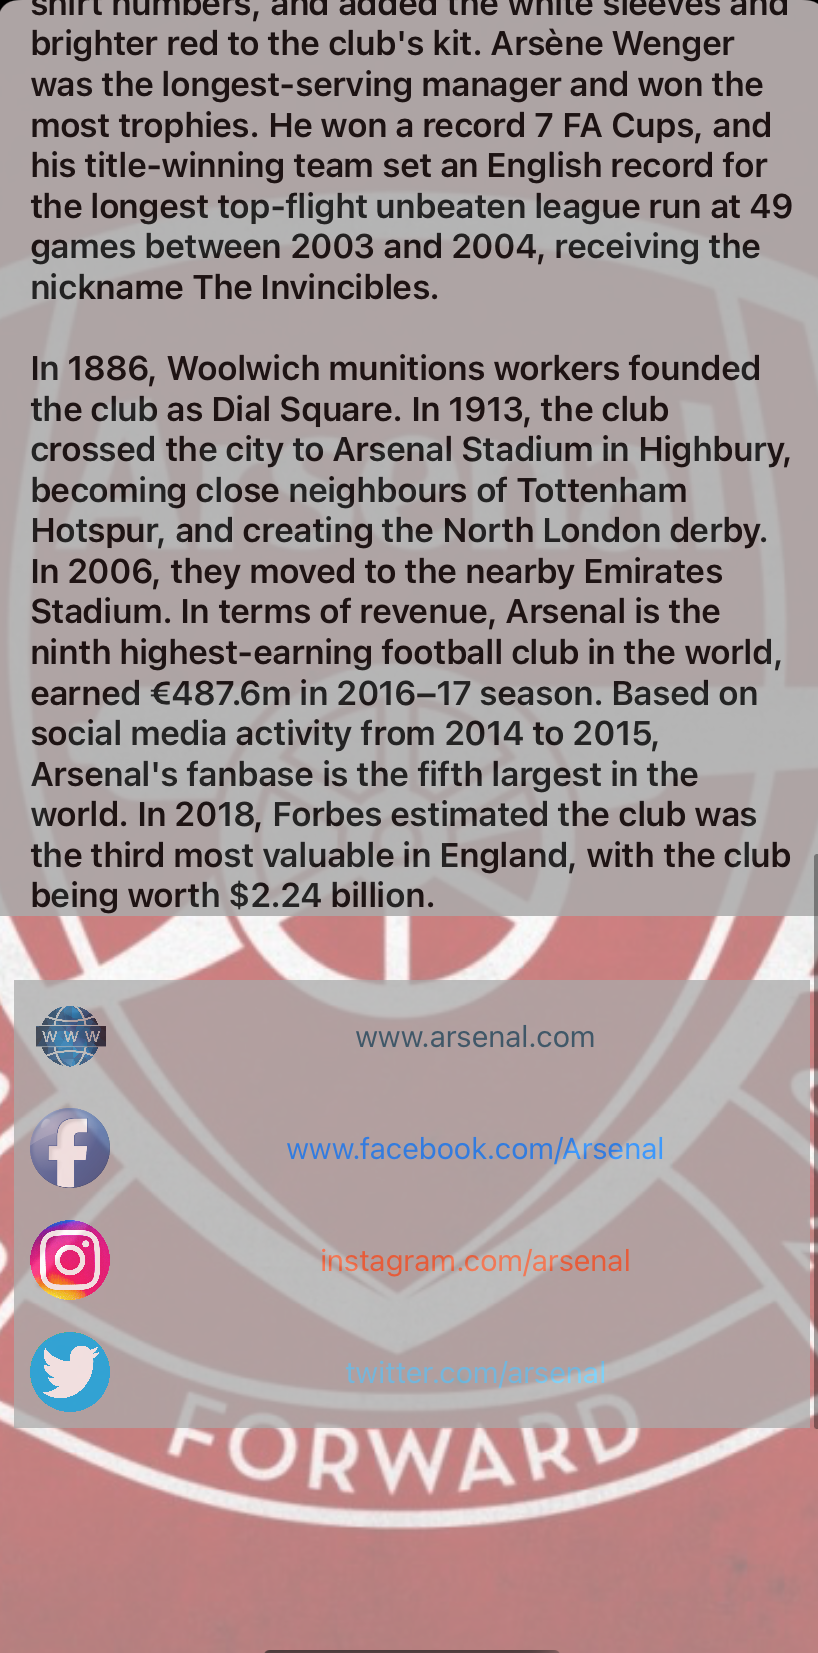 shirt numbers, and added the white sleeves and
brighter red to the club's kit. Arsène Wenger
was the longest-serving manager and won the
most trophies. He won a record 7 FA Cups, and
his title-winning team set an English record for
the longest top-flight unbeaten league run at 49
games between 2003 and 2004, receiving the
nickname The Invincibles.
In 1886, Woolwich munitions workers founded
the club as Dial Square. In 1913, the club
crossed the city to Arsenal Stadium in Highbury,
becoming close neighbours of Tottenham
Hotspur, and creating the North London derby.
In 2006, they moved to the nearby Emirates
Stadium. In terms of revenue, Arsenal is the
ninth highest-earning football club in the world,
earned €487.6m in 2016–17 season. Based on
social media activity from 2014 to 2015,
Arsenal's fanbase is the fifth largest in the
world. In 2018, Forbes estimated the club was
the third most valuable in England, with the club
being worth $2.24 billion.
Arsenal
WWW
www.arsenal.com
www.facebook.com/Arsenal
instagram.com/arsenal
twitter.com/arsenal
FORWARD